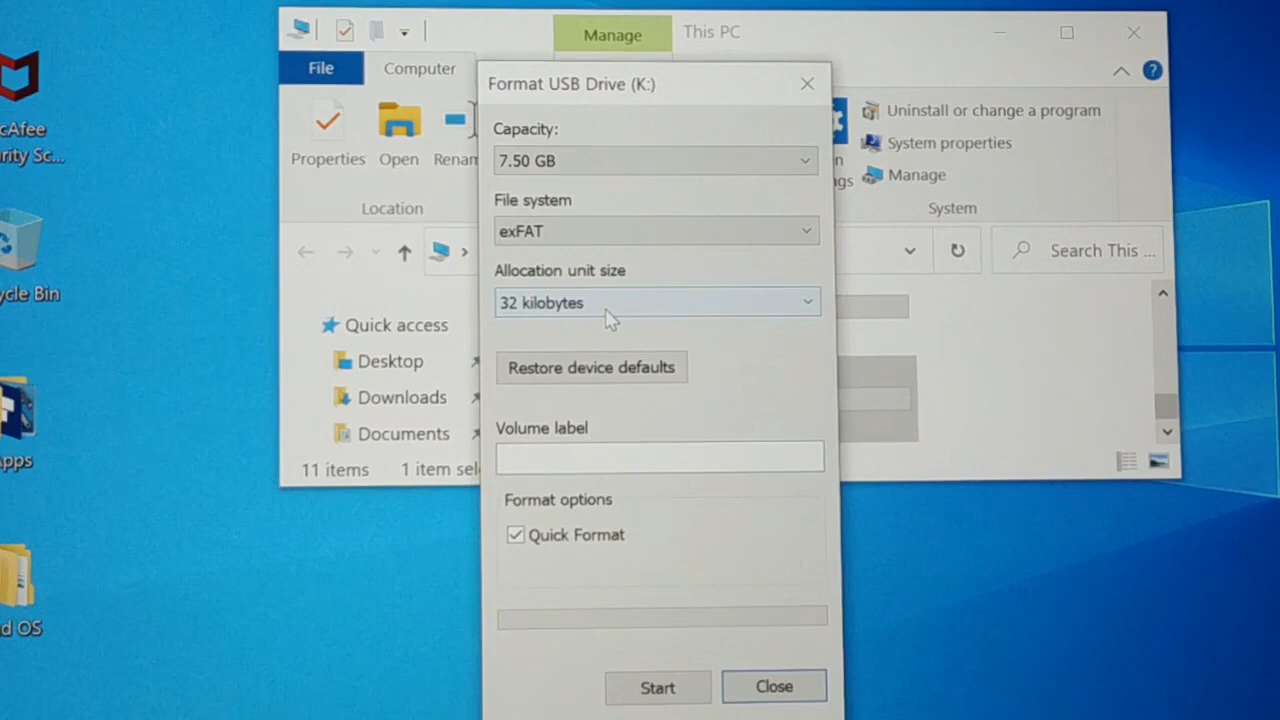 Manage
This PC
File
Computer
Format USB Drive (K:)
Capacity:
7.50 GB
File system
exFAT
Allocation unit size
32 kilobytes
Restore device defaults
Volume label
Format options
Quick Format
Start
Close
Properties
Open
Renam
Location
Uninstall or change a program
System properties
Manage
System
Search This ...
Quick access
Desktop
Downloads
Documents
11 items
1 item sel
cAfee
rity Sc...
ycle Bin
Apps
d OS
n
ngs
?